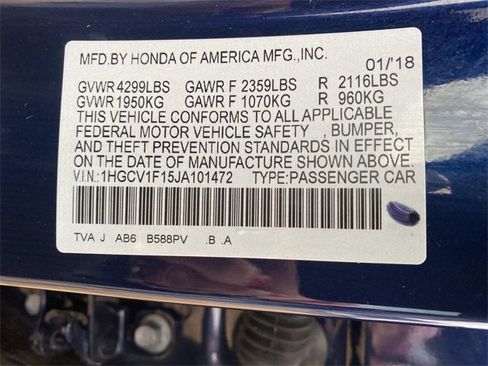 MFD.BY HONDA OF AMERICA MFG.,INC. 01/'18
GVWR 4299LBS GAWR F 2359LBS R 2116LBS
GVWR 1950KG GAWR F 1070KG R 960KG
THIS VEHICLE CONFORMS TO ALL APPLICABLE
FEDERAL MOTOR VEHICLE SAFETY , BUMPER,
AND THEFT PREVENTION STANDARDS IN EFFECT
ON THE DATE OF MANUFACTURE SHOWN ABOVE.
V.I.N.:1HGCV1F15JA101472 TYPE:PASSENGER CAR
TVA J AB6 B588PV .B .A